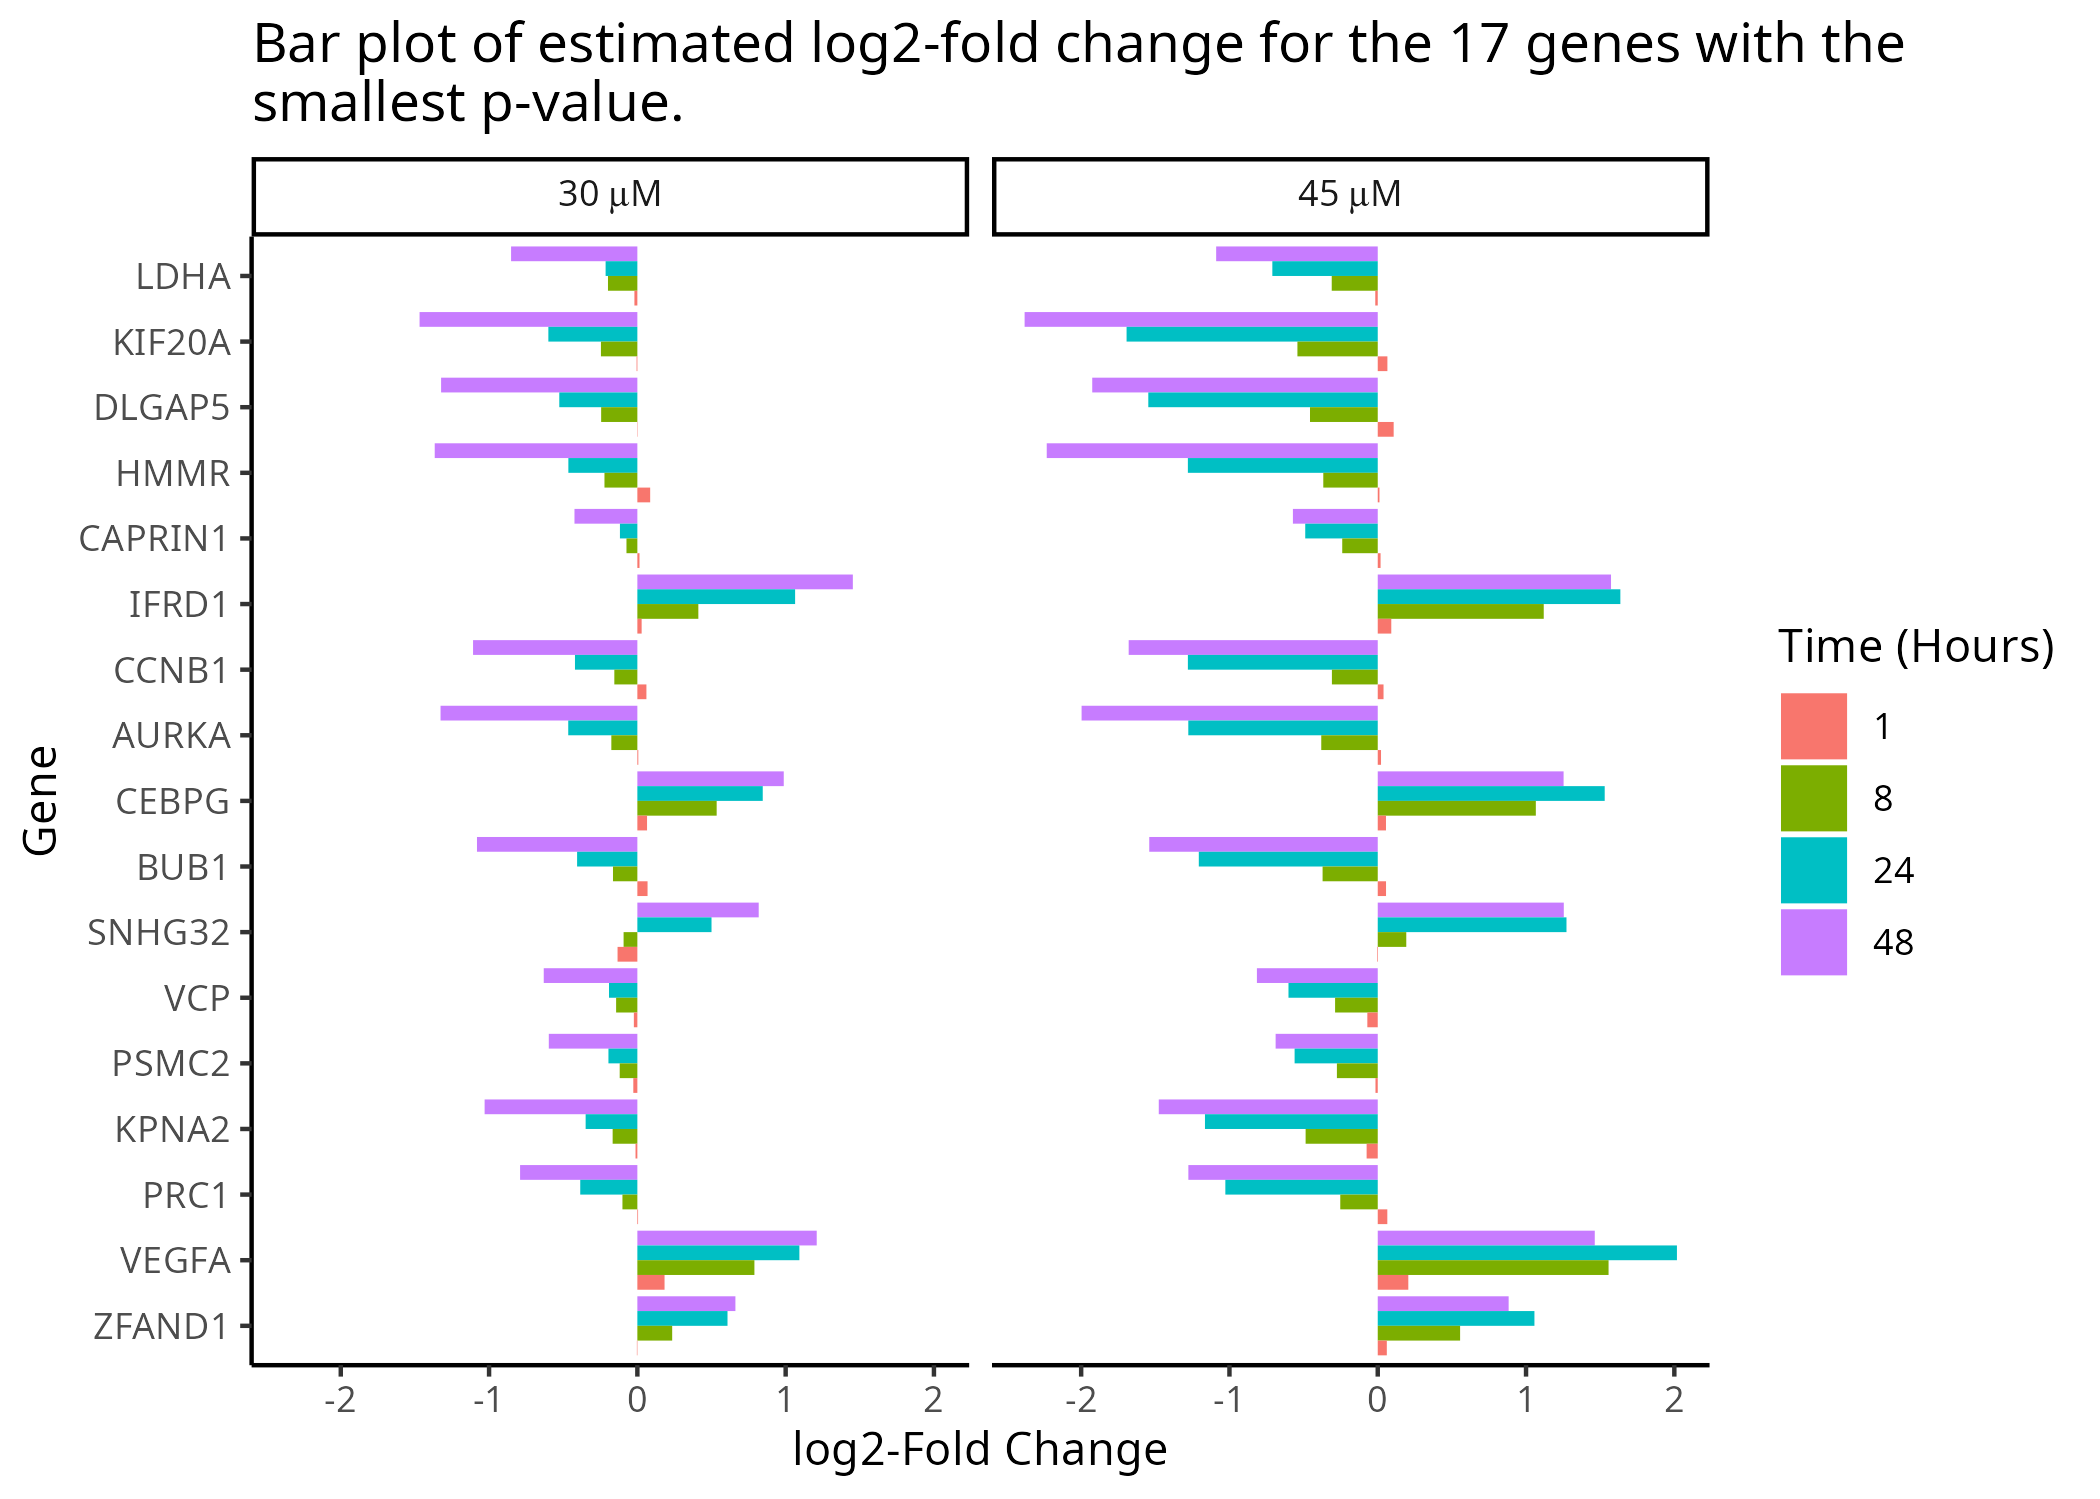 Bar plot of estimated log2-fold change for the 17 genes with the
smallest p-value.
30 μM
45 μM
LDHA
KIF20A
DLGAP5
HMMR
CAPRIN1
IFRD1
CCNB1
AURKA
CEBPG
BUB1
SNHG32
VCP
PSMC2
KPNA2
PRC1
VEGFA
ZFAND1
Gene
-2 -1 0 1 2
-2 -1 0 1 2
log2-Fold Change
Time (Hours)
1
8
24
48